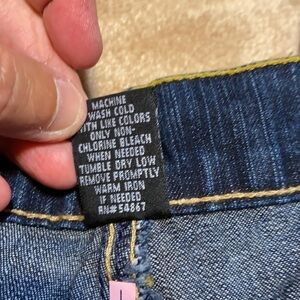 MACHINE
WASH COLD
WITH LIKE COLORS
ONLY NON-
CHLORINE BLEACH
WHEN NEEDED
TUMBLE DRY LOW
REMOVE PROMPTLY
WARM IRON
IF NEEDED
RN# 54867